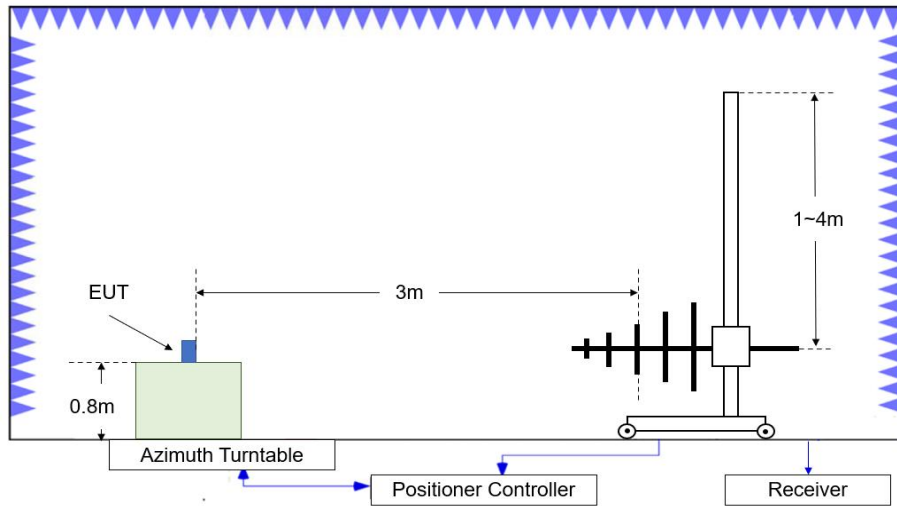 EUT
3m
1~4m
0.8m
Azimuth Turntable
Positioner Controller
Receiver